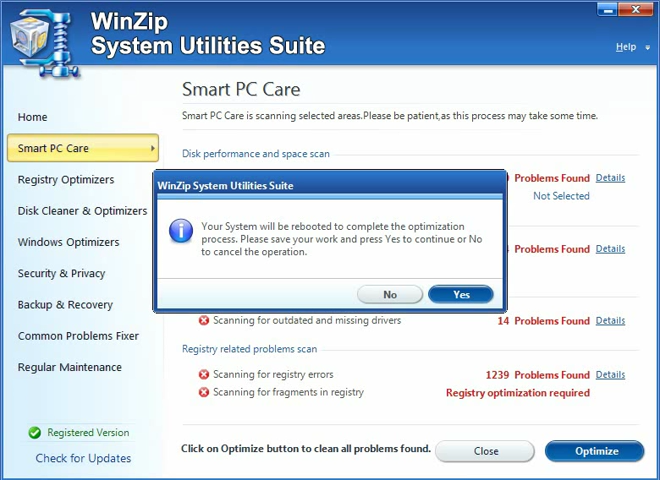 WinZip
System Utilities Suite
Help
Smart PC Care
Smart PC Care is scanning selected areas.Please be patient,as this process may take some time.
Home
Smart PC Care
Registry Optimizers
Disk Cleaner & Optimizers
Windows Optimizers
Security & Privacy
Backup & Recovery
Common Problems Fixer
Regular Maintenance
Registered Version
Check for Updates
Disk performance and space scan
Problems Found Details
Not Selected
WinZip System Utilities Suite
Your System will be rebooted to complete the optimization
process. Please save your work and press Yes to continue or No
to cancel the operation.
No Yes
Problems Found Details
Scanning for outdated and missing drivers 14 Problems Found Details
Registry related problems scan
Scanning for registry errors 1239 Problems Found Details
Scanning for fragments in registry Registry optimization required
Click on Optimize button to clean all problems found. Close Optimize